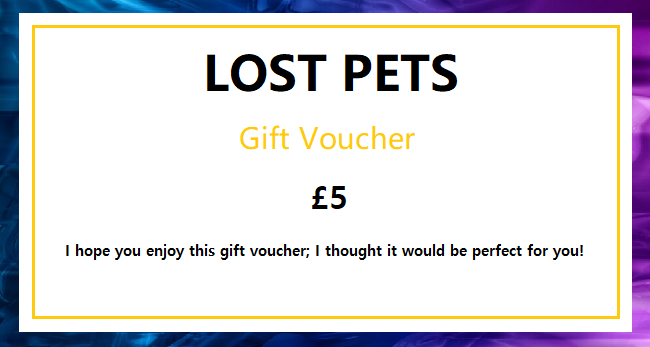 LOST PETS
Gift Voucher
£5
I hope you enjoy this gift voucher; I thought it would be perfect for you!